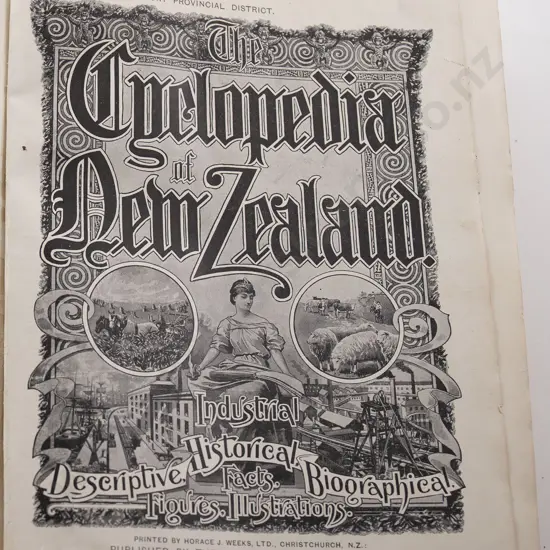 PROVINCIAL DISTRICT.
The
Cyclopedia
of
New Zealand.
Industrial
Descriptive, Historical, Biographical.
Facts,
Figures, Illustrations.
PRINTED BY HORACE J. WEEKS, LTD., CHRISTCHURCH, N.Z.: